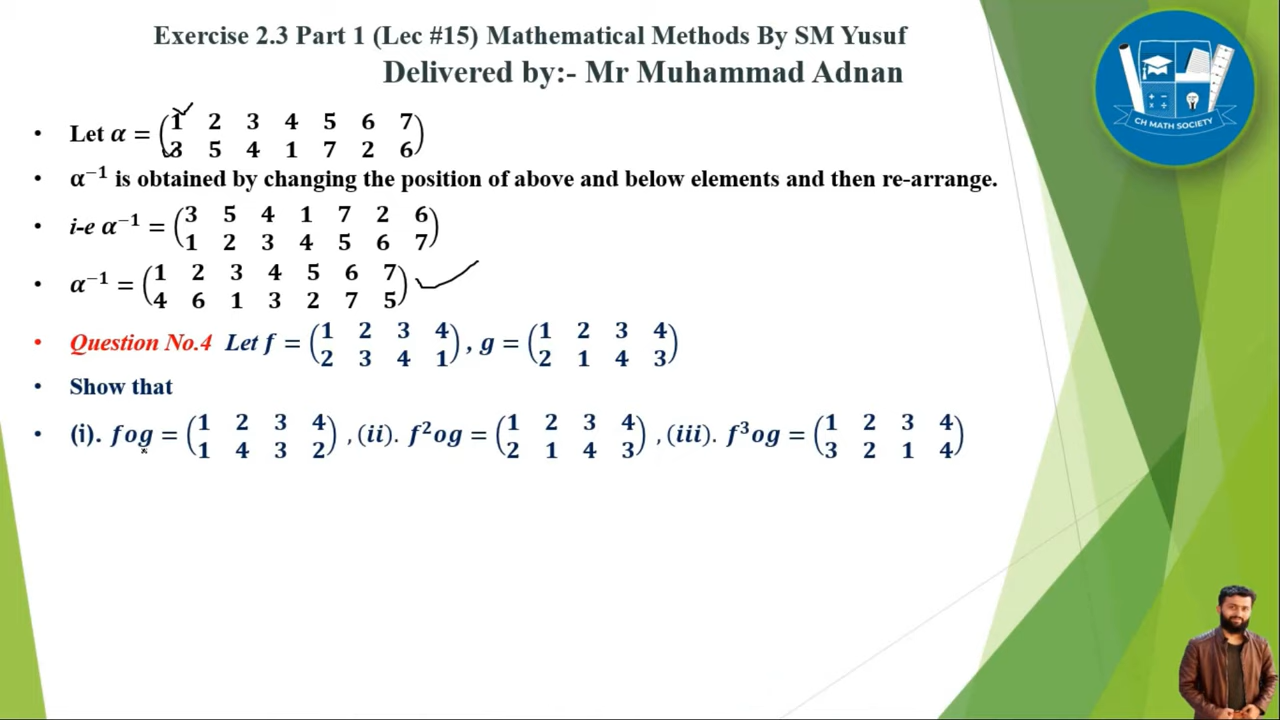 Exercise 2.3 Part 1 (Lec #15) Mathematical Methods By SM Yusuf
Delivered by:- Mr Muhammad Adnan
CH MATH SOCIETY
• Let α = (1 2 3 4 5 6 7
3 5 4 1 7 2 6)
• α⁻¹ is obtained by changing the position of above and below elements and then re-arrange.
• i-e α⁻¹ = (3 5 4 1 7 2 6
1 2 3 4 5 6 7)
• α⁻¹ = (1 2 3 4 5 6 7
4 6 1 3 2 7 5)
• Question No.4 Let f = (1 2 3 4
2 3 4 1), g = (1 2 3 4
2 1 4 3)
• Show that
• (i). fog = (1 2 3 4
1 4 3 2), (ii). f²og = (1 2 3 4
2 1 4 3), (iii). f³og = (1 2 3 4
3 2 1 4)